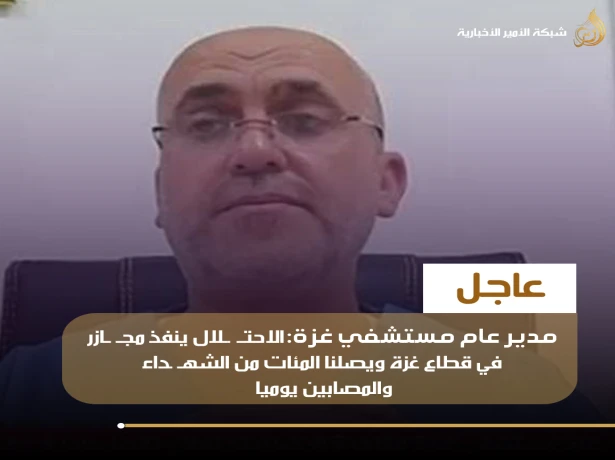 شبكة الأمير الاخبارية
عاجل
مدير عام مستشفي غزة: الاحتـ ـلال ينفذ مجـ ـازر
في قطاع غزة ويصلنا المئات من الشهـ ـداء
والمصابين يوميا